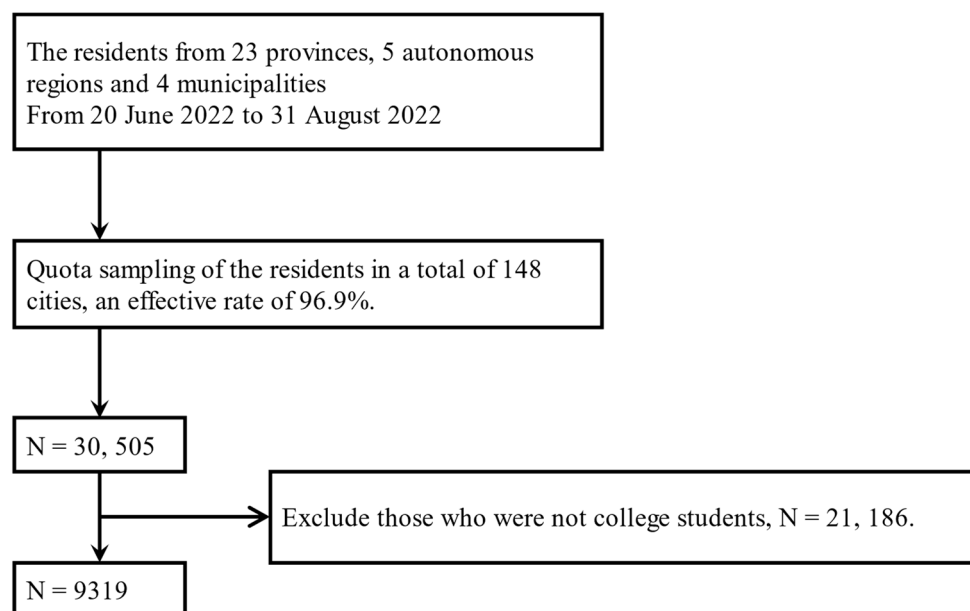 The residents from 23 provinces, 5 autonomous
regions and 4 municipalities
From 20 June 2022 to 31 August 2022
Quota sampling of the residents in a total of 148
cities, an effective rate of 96.9%.
N = 30, 505
Exclude those who were not college students, N = 21, 186.
N = 9319